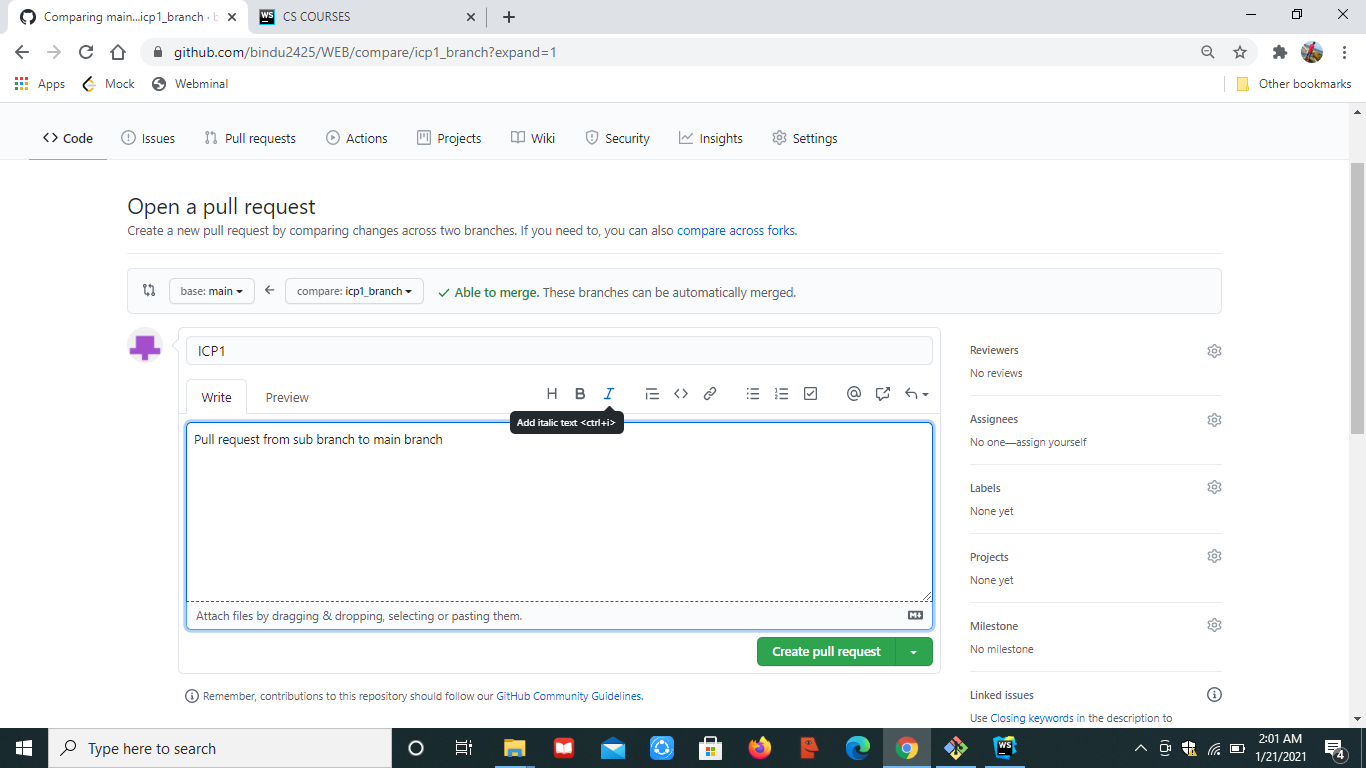 Comparing main...icp1_branch ·
WS CS COURSES
github.com/bindu2425/WEB/compare/icp1_branch?expand=1
Apps Mock Webminal Other bookmarks
Code Issues Pull requests Actions Projects Wiki Security Insights Settings
Open a pull request
Create a new pull request by comparing changes across two branches. If you need to, you can also compare across forks.
base: main compare: icp1_branch Able to merge. These branches can be automatically merged.
ICP1
Write Preview H B I
Add italic text <ctrl+i>
Pull request from sub branch to main branch
Attach files by dragging & dropping, selecting or pasting them.
Create pull request
Remember, contributions to this repository should follow our GitHub Community Guidelines.
Reviewers
No reviews
Assignees
No one—assign yourself
Labels
None yet
Projects
None yet
Milestone
No milestone
Linked issues
Use Closing keywords in the description to
Type here to search
WS
2:01 AM
1/21/2021
4